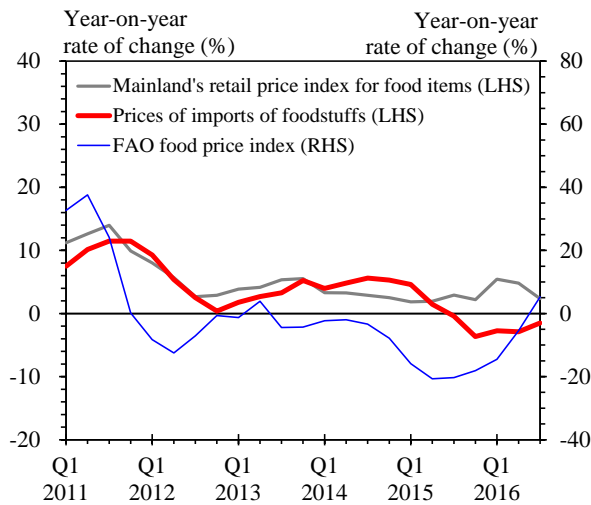 Year-on-year
rate of change (%)
Year-on-year
rate of change (%)
40
30
20
10
0
-10
-20
80
60
40
20
0
-20
-40
Mainland's retail price index for food items (LHS)
Prices of imports of foodstuffs (LHS)
FAO food price index (RHS)
Q1 Q1 Q1 Q1 Q1 Q1
2011 2012 2013 2014 2015 2016